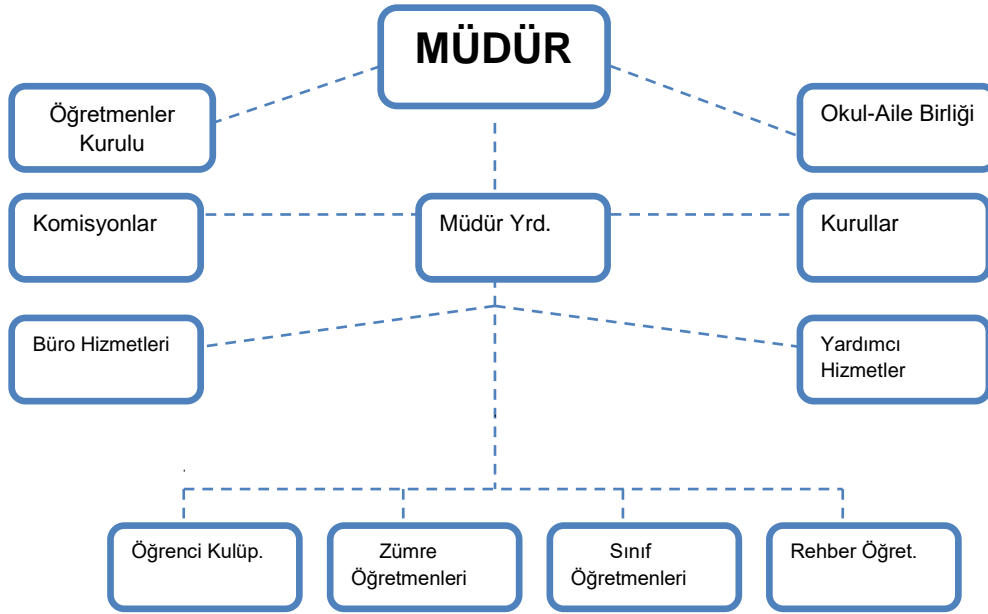 MÜDÜR
Öğretmenler
Kurulu
Okul-Aile Birliği
Komisyonlar
Müdür Yrd.
Kurullar
Büro Hizmetleri
Yardımcı
Hizmetler
Öğrenci Kulüp.
Zümre
Öğretmenleri
Sınıf
Öğretmenleri
Rehber Öğret.